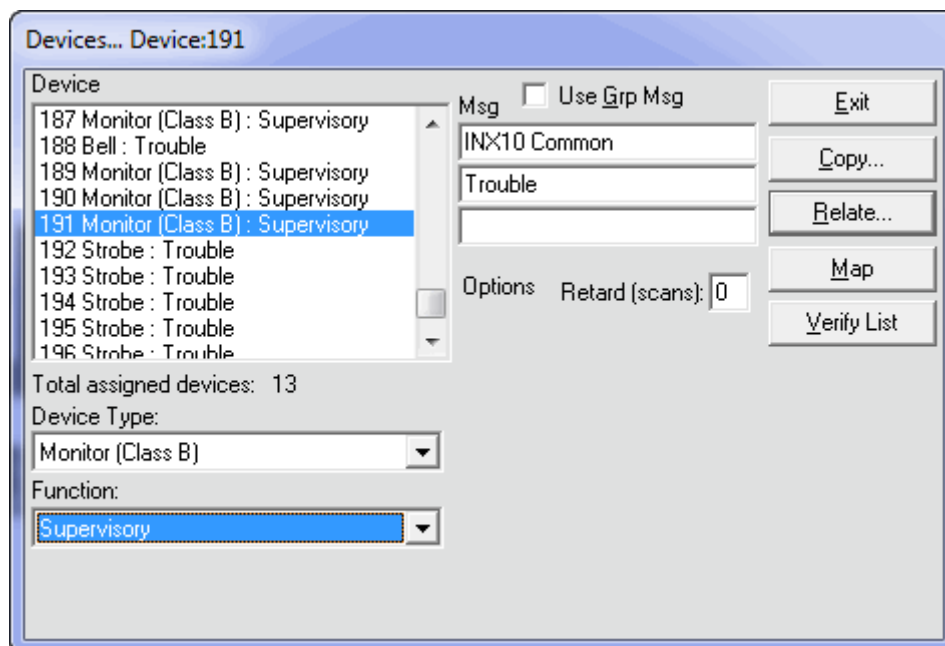 Devices... Device:191
Device
187 Monitor (Class B) : Supervisory
188 Bell : Trouble
189 Monitor (Class B) : Supervisory
190 Monitor (Class B) : Supervisory
191 Monitor (Class B) : Supervisory
192 Strobe : Trouble
193 Strobe : Trouble
194 Strobe : Trouble
195 Strobe : Trouble
196 Strobe : Trouble
Total assigned devices: 13
Device Type:
Monitor (Class B)
Function:
Supervisory
Msg Use Grp Msg
INX10 Common
Trouble
Options Retard (scans): 0
Exit
Copy...
Relate...
Map
Verify List